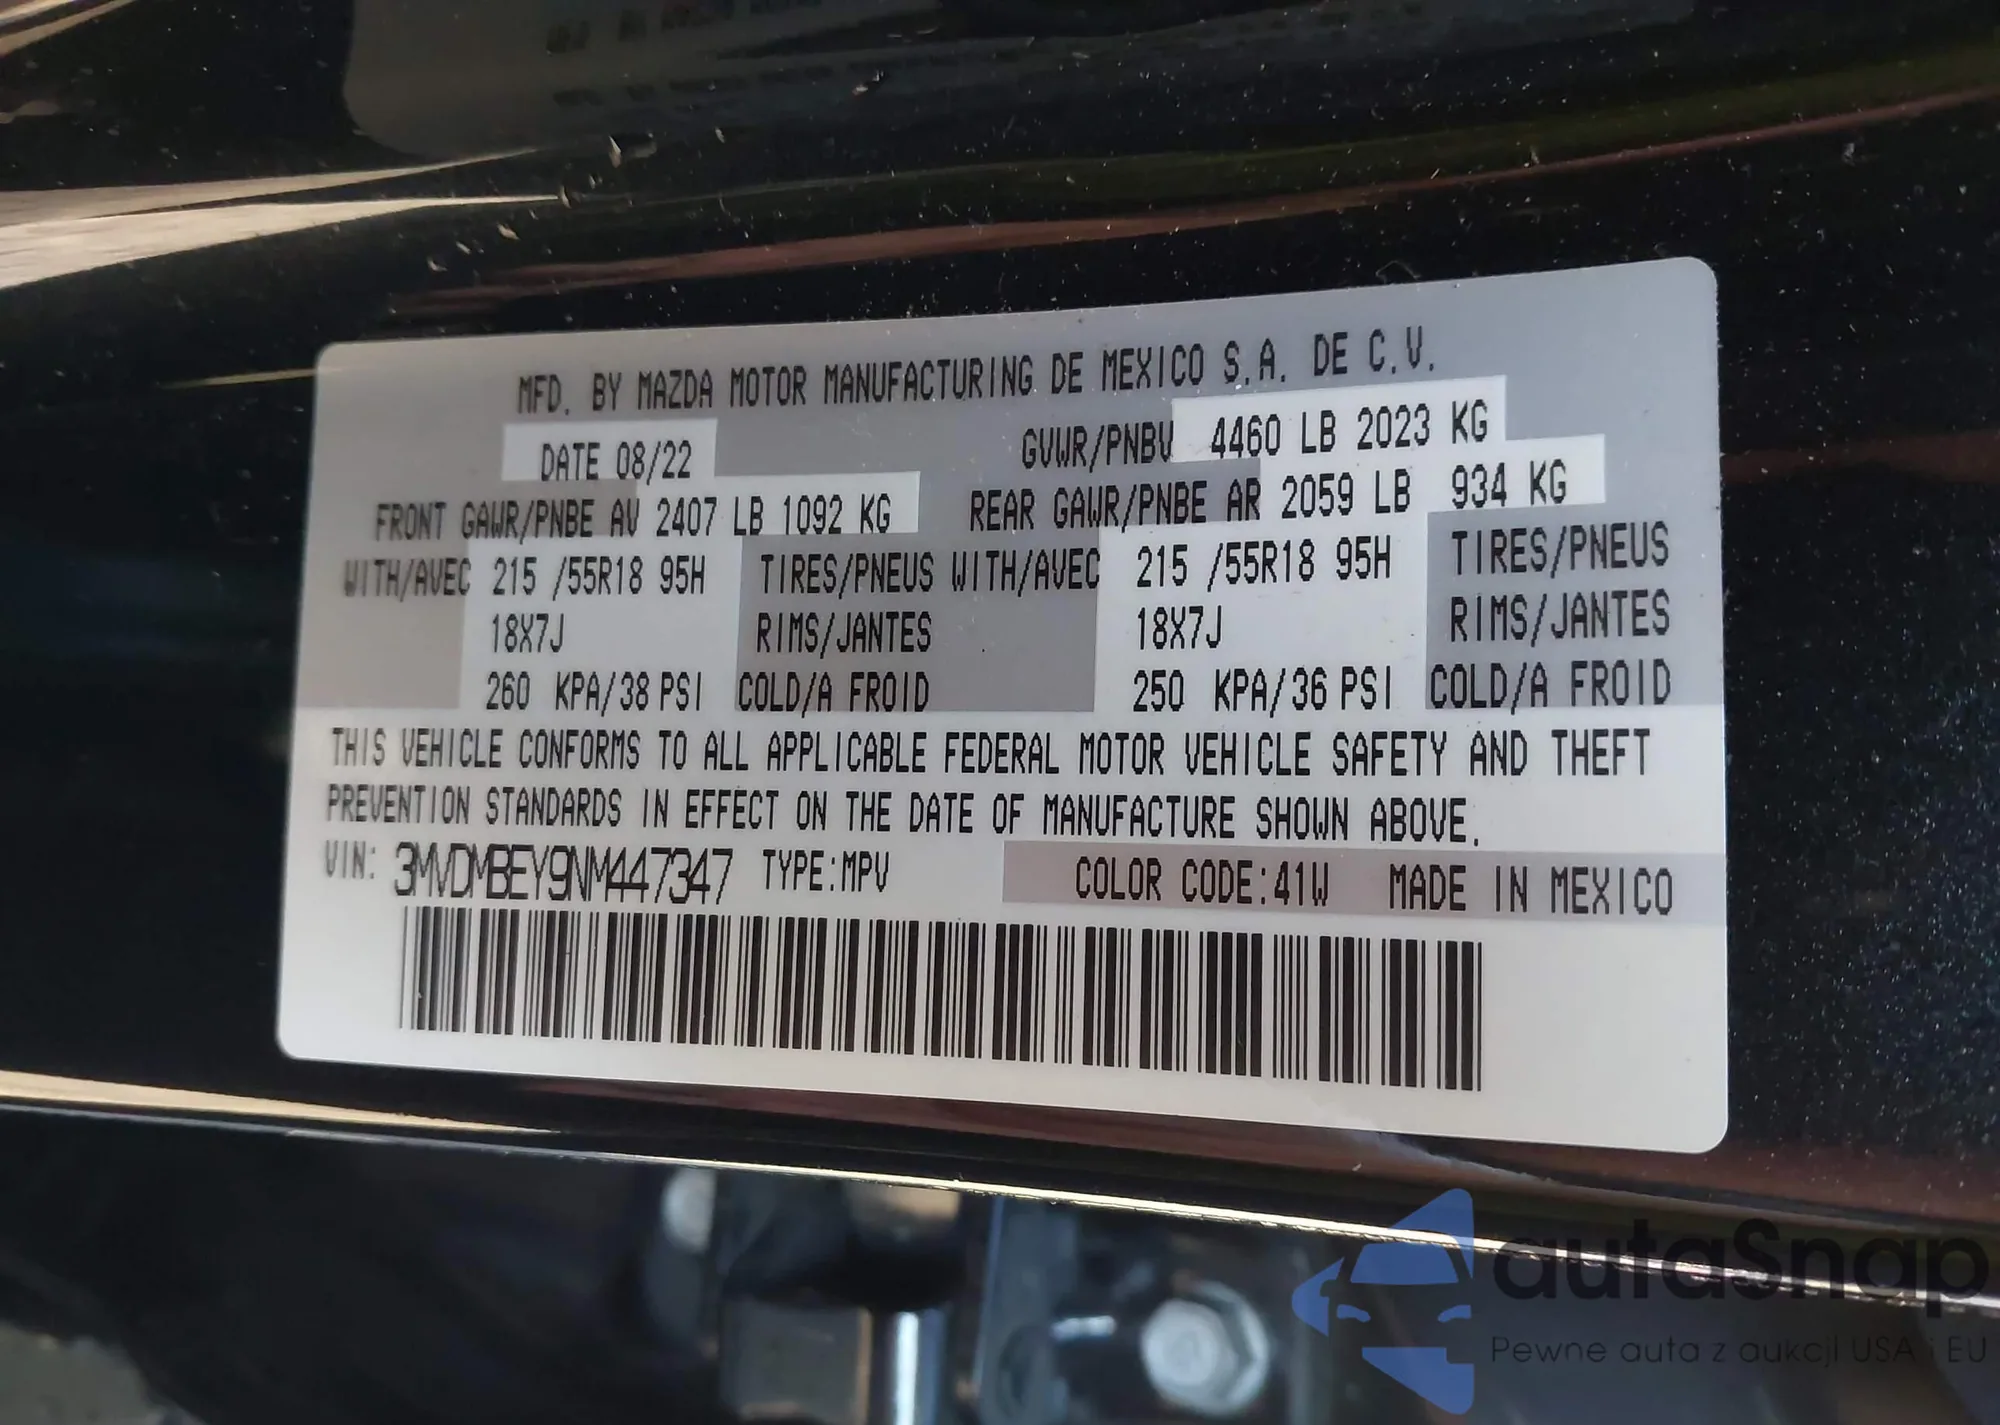 MFD. BY MAZDA MOTOR MANUFACTURING DE MEXICO S.A. DE C.V.
DATE 08/22 GVWR/PNBV 4460 LB 2023 KG
FRONT GAWR/PNBE AV 2407 LB 1092 KG REAR GAWR/PNBE AR 2059 LB 934 KG
WITH/AVEC 215 /55R18 95H TIRES/PNEUS WITH/AVEC 215 /55R18 95H TIRES/PNEUS
18X7J RIMS/JANTES 18X7J RIMS/JANTES
260 KPA/38 PSI COLD/A FROID 250 KPA/36 PSI COLD/A FROID
THIS VEHICLE CONFORMS TO ALL APPLICABLE FEDERAL MOTOR VEHICLE SAFETY AND THEFT
PREVENTION STANDARDS IN EFFECT ON THE DATE OF MANUFACTURE SHOWN ABOVE.
VIN: 3MVDMBEY9NM447347 TYPE:MPV COLOR CODE:41W MADE IN MEXICO
autaSnap
Pewne auta z aukcji USA i EU